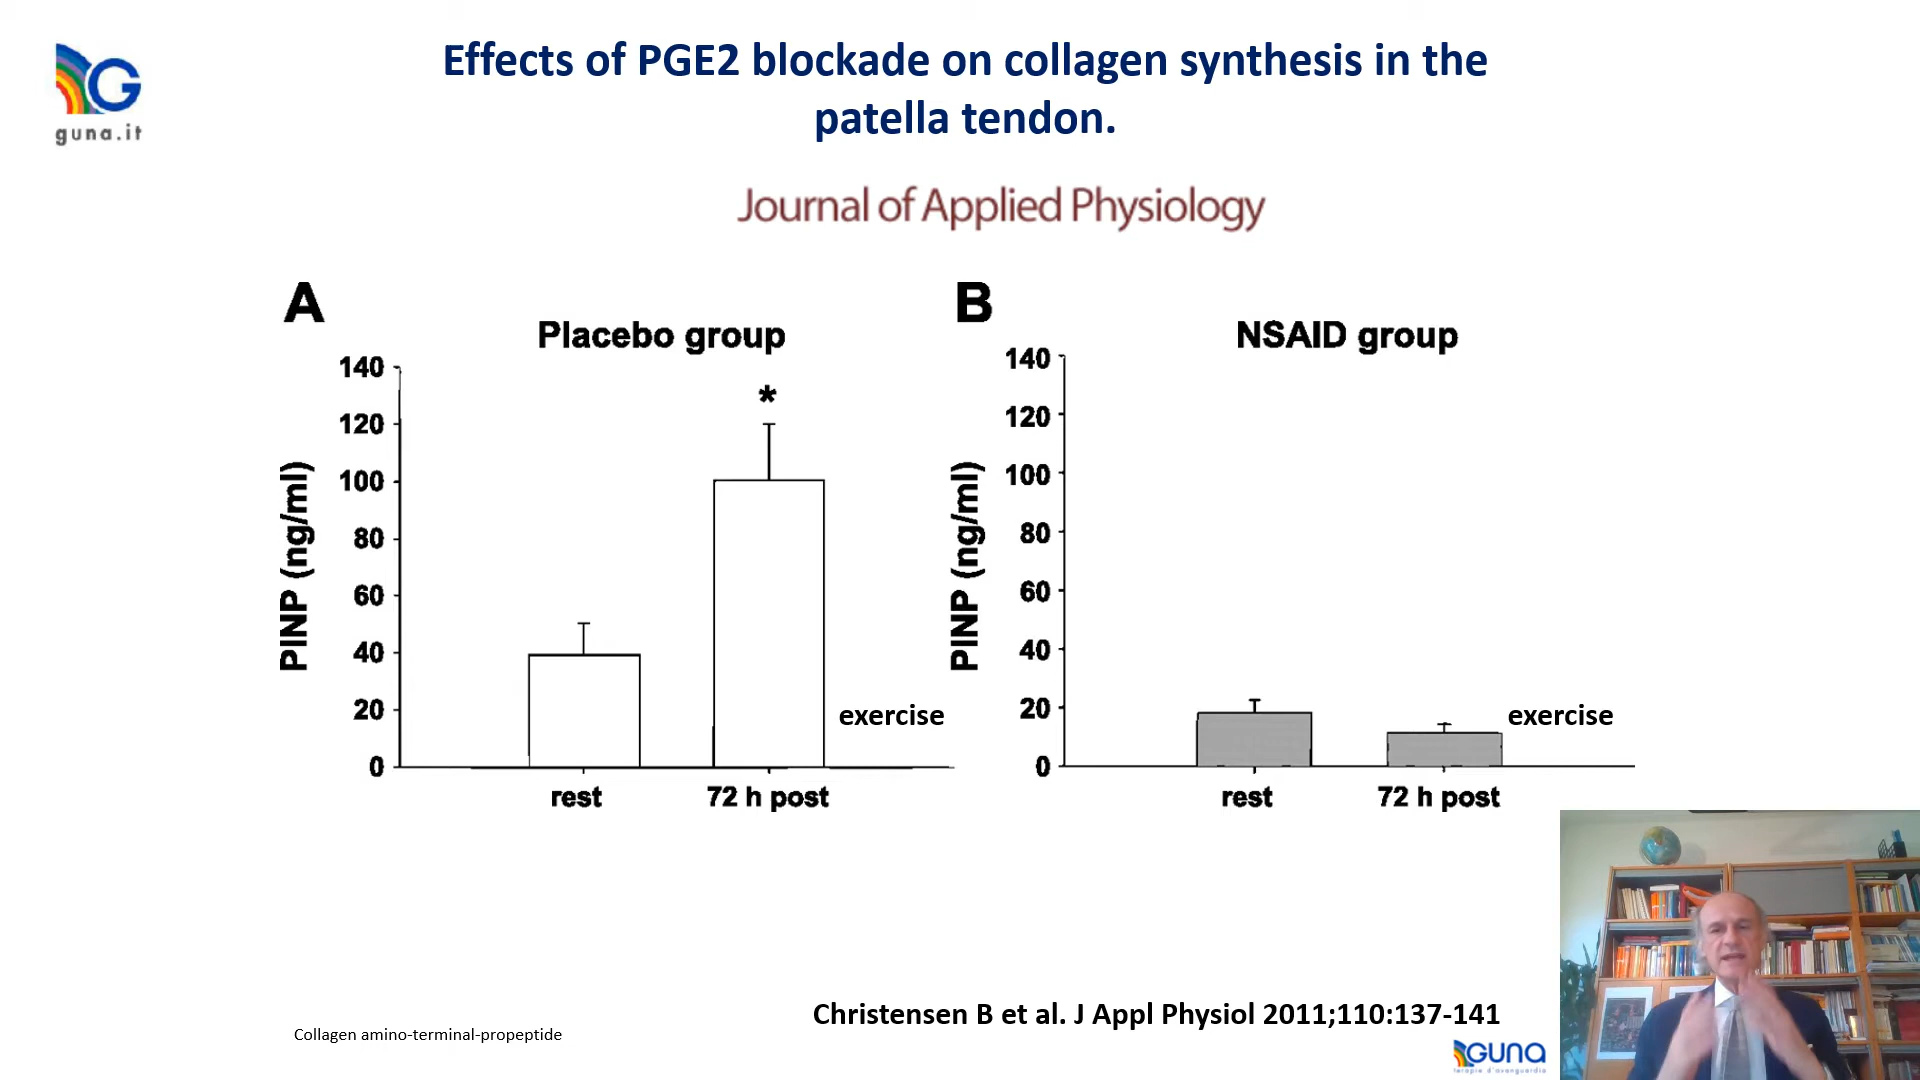 guna.it
Effects of PGE2 blockade on collagen synthesis in the
patella tendon.
Journal of Applied Physiology
A
Placebo group
PINP (ng/ml)
140
120
100
80
60
40
20
0
*
exercise
rest
72 h post
B
NSAID group
PINP (ng/ml)
140
120
100
80
60
40
20
0
exercise
rest
72 h post
Christensen B et al. J Appl Physiol 2011;110:137-141
Collagen amino-terminal-propeptide
GUNA
terapie d'avanguardia